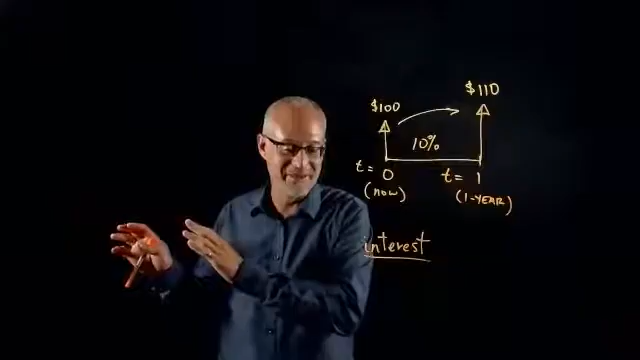 $100 $110
10%
t = 0 t = 1
(NOW) (1-YEAR)
interest